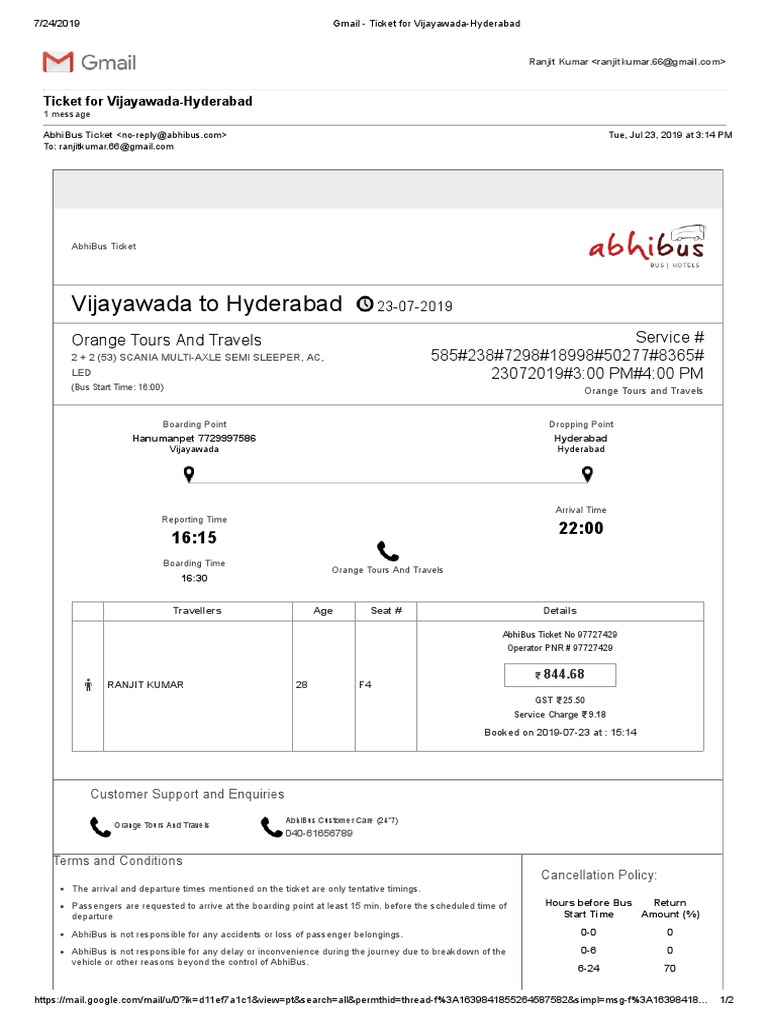 7/24/2019 Gmail - Ticket for Vijayawada-Hyderabad
Gmail Ranjit Kumar <ranjitkumar.66@gmail.com>
Ticket for Vijayawada-Hyderabad
1 message
AbhiBus Ticket <no-reply@abhibus.com> Tue, Jul 23, 2019 at 3:14 PM
To: ranjitkumar.66@gmail.com
AbhiBus Ticket
abhibus
BUS | HOTELS
Vijayawada to Hyderabad 23-07-2019
Orange Tours And Travels
2 + 2 (53) SCANIA MULTI-AXLE SEMI SLEEPER, AC,
LED
(Bus Start Time: 16:00)
Service #
585#238#7298#18998#50277#8365#
23072019#3:00 PM#4:00 PM
Orange Tours and Travels
Boarding Point
Hanumanpet 7729997586
Vijayawada
Dropping Point
Hyderabad
Hyderabad
Reporting Time
16:15
Boarding Time
16:30
Orange Tours And Travels
Arrival Time
22:00
Travellers Age Seat # Details
RANJIT KUMAR 28 F4
AbhiBus Ticket No 97727429
Operator PNR # 97727429
₹ 844.68
GST ₹ 25.50
Service Charge ₹ 9.18
Booked on 2019-07-23 at : 15:14
Customer Support and Enquiries
Orange Tours And Travels
AbhiBus Customer Care (24*7)
040-61656789
Terms and Conditions
• The arrival and departure times mentioned on the ticket are only tentative timings.
• Passengers are requested to arrive at the boarding point at least 15 min. before the scheduled time of
departure
• AbhiBus is not responsible for any accidents or loss of passenger belongings.
• AbhiBus is not responsible for any delay or inconvenience during the journey due to breakdown of the
vehicle or other reasons beyond the control of AbhiBus.
Cancellation Policy:
Hours before Bus Return
Start Time Amount (%)
0-0 0
0-6 0
6-24 70
https://mail.google.com/mail/u/0?ik=d11ef7a1c1&view=pt&search=all&permthid=thread-f%3A1639841855264587582&simpl=msg-f%3A16398418… 1/2